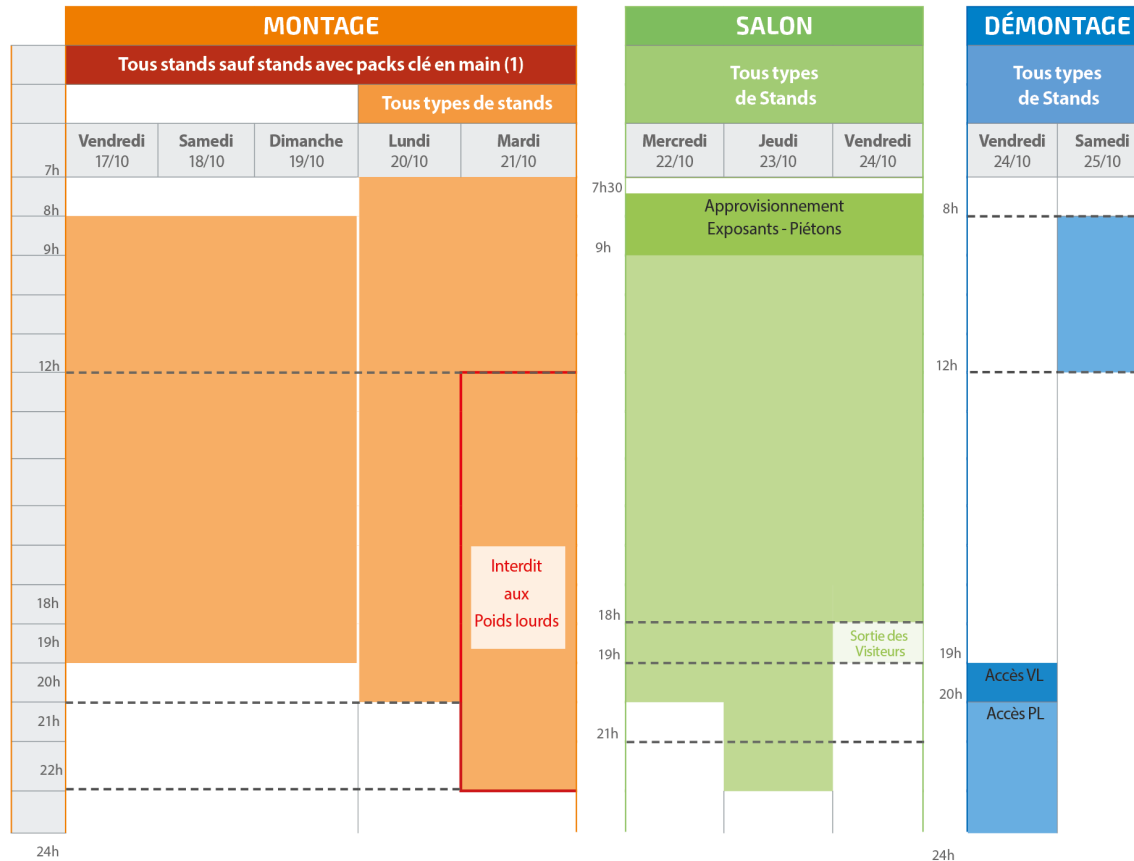 MONTAGE
Tous stands sauf stands avec packs clé en main (1)
Tous types de stands
Vendredi
17/10
Samedi
18/10
Dimanche
19/10
Lundi
20/10
Mardi
21/10
7h
8h
9h
12h
18h
19h
20h
21h
22h
24h
Interdit
aux
Poids lourds
SALON
Tous types
de Stands
Mercredi
22/10
Jeudi
23/10
Vendredi
24/10
7h30
9h
18h
19h
21h
Approvisionnement
Exposants - Piétons
Sortie des
Visiteurs
DÉMONTAGE
Tous types
de Stands
Vendredi
24/10
Samedi
25/10
8h
12h
19h
20h
24h
Accès VL
Accès PL